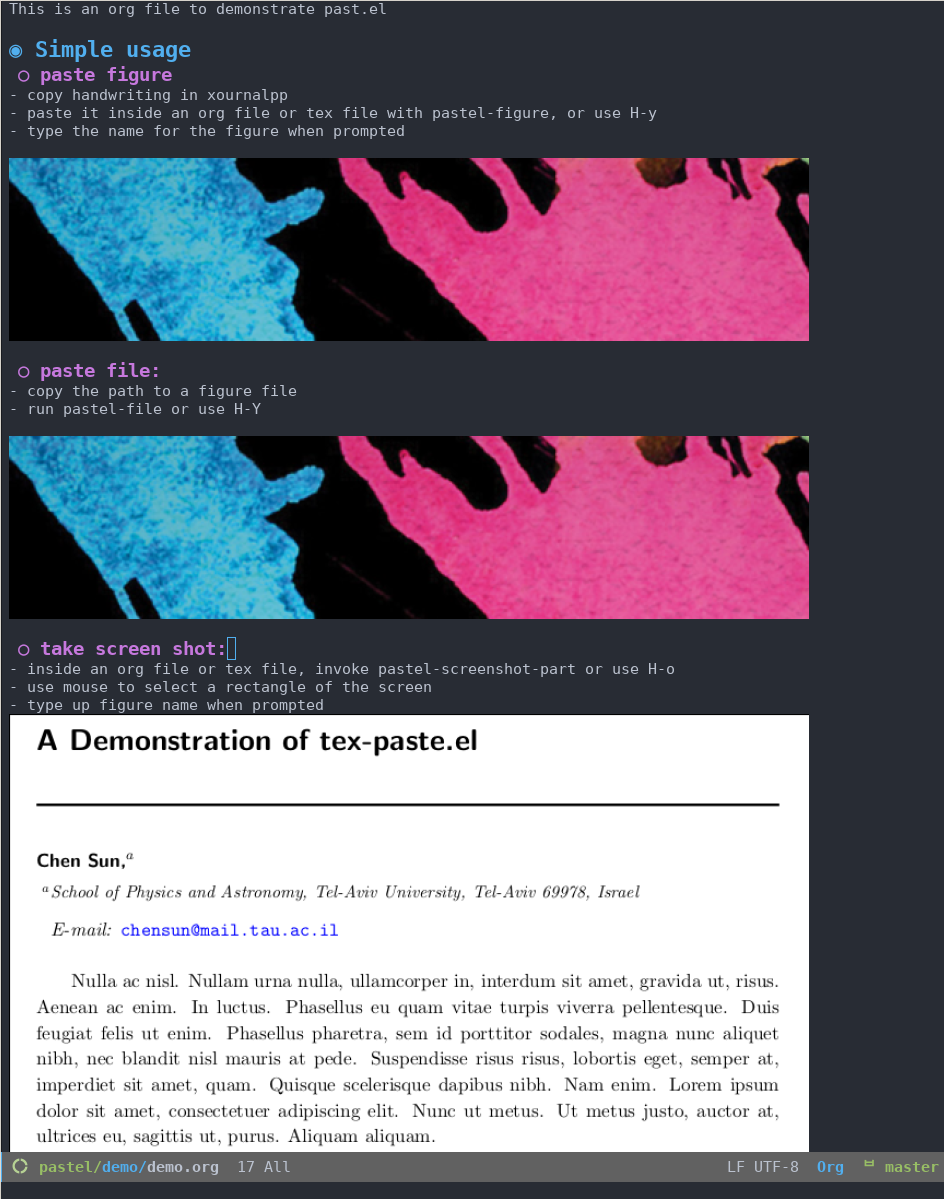 This is an org file to demonstrate past.el
◉ Simple usage
○ paste figure
- copy handwriting in xournalpp
- paste it inside an org file or tex file with pastel-figure, or use H-y
- type the name for the figure when prompted
○ paste file:
- copy the path to a figure file
- run pastel-file or use H-Y
○ take screen shot:
- inside an org file or tex file, invoke pastel-screenshot-part or use H-o
- use mouse to select a rectangle of the screen
- type up figure name when prompted
A Demonstration of tex-paste.el
Chen Sun,ᵃ
ᵃSchool of Physics and Astronomy, Tel-Aviv University, Tel-Aviv 69978, Israel
E-mail: chensun@mail.tau.ac.il
Nulla ac nisl. Nullam urna nulla, ullamcorper in, interdum sit amet, gravida ut, risus.
Aenean ac enim. In luctus. Phasellus eu quam vitae turpis viverra pellentesque. Duis
feugiat felis ut enim. Phasellus pharetra, sem id porttitor sodales, magna nunc aliquet
nibh, nec blandit nisl mauris at pede. Suspendisse risus risus, lobortis eget, semper at,
imperdiet sit amet, quam. Quisque scelerisque dapibus nibh. Nam enim. Lorem ipsum
dolor sit amet, consectetuer adipiscing elit. Nunc ut metus. Ut metus justo, auctor at,
ultrices eu, sagittis ut, purus. Aliquam aliquam.
pastel/demo/demo.org 17 All LF UTF-8 Org master